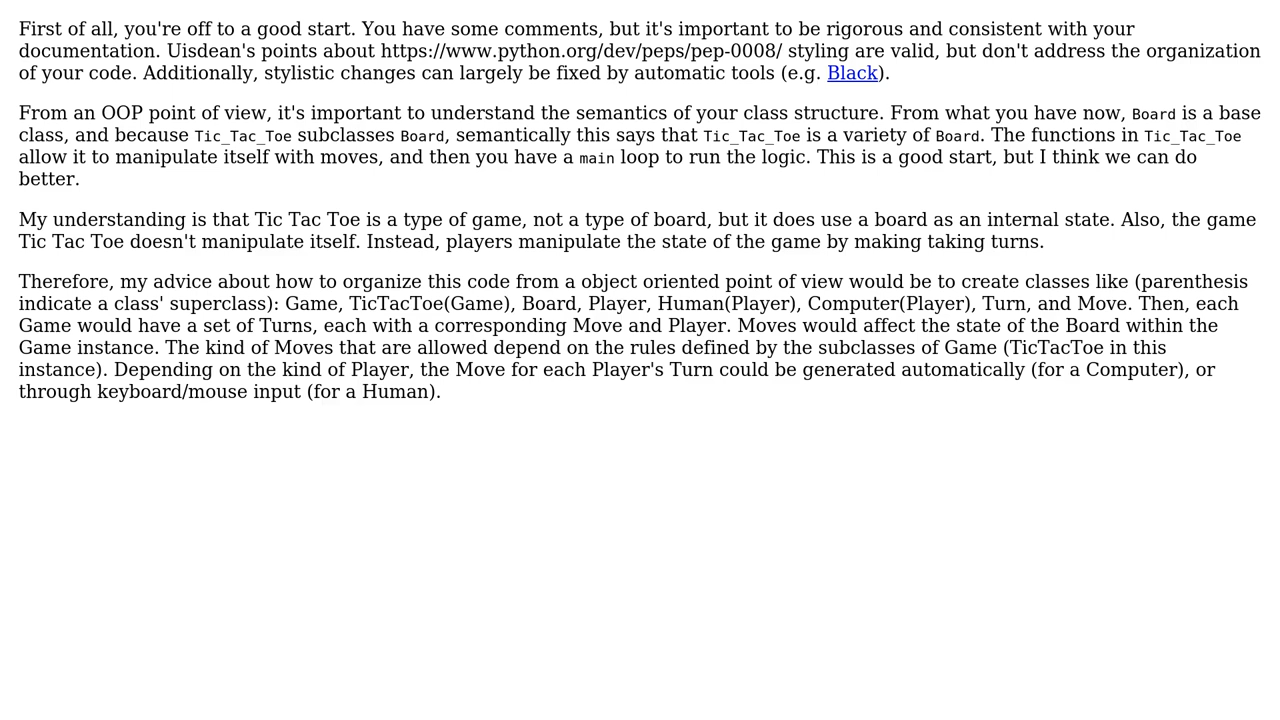 First of all, you're off to a good start. You have some comments, but it's important to be rigorous and consistent with your
documentation. Uisdean's points about https://www.python.org/dev/peps/pep-0008/ styling are valid, but don't address the organization
of your code. Additionally, stylistic changes can largely be fixed by automatic tools (e.g. Black).
From an OOP point of view, it's important to understand the semantics of your class structure. From what you have now, Board is a base
class, and because Tic_Tac_Toe subclasses Board, semantically this says that Tic_Tac_Toe is a variety of Board. The functions in Tic_Tac_Toe
allow it to manipulate itself with moves, and then you have a main loop to run the logic. This is a good start, but I think we can do
better.
My understanding is that Tic Tac Toe is a type of game, not a type of board, but it does use a board as an internal state. Also, the game
Tic Tac Toe doesn't manipulate itself. Instead, players manipulate the state of the game by making taking turns.
Therefore, my advice about how to organize this code from a object oriented point of view would be to create classes like (parenthesis
indicate a class' superclass): Game, TicTacToe(Game), Board, Player, Human(Player), Computer(Player), Turn, and Move. Then, each
Game would have a set of Turns, each with a corresponding Move and Player. Moves would affect the state of the Board within the
Game instance. The kind of Moves that are allowed depend on the rules defined by the subclasses of Game (TicTacToe in this
instance). Depending on the kind of Player, the Move for each Player's Turn could be generated automatically (for a Computer), or
through keyboard/mouse input (for a Human).